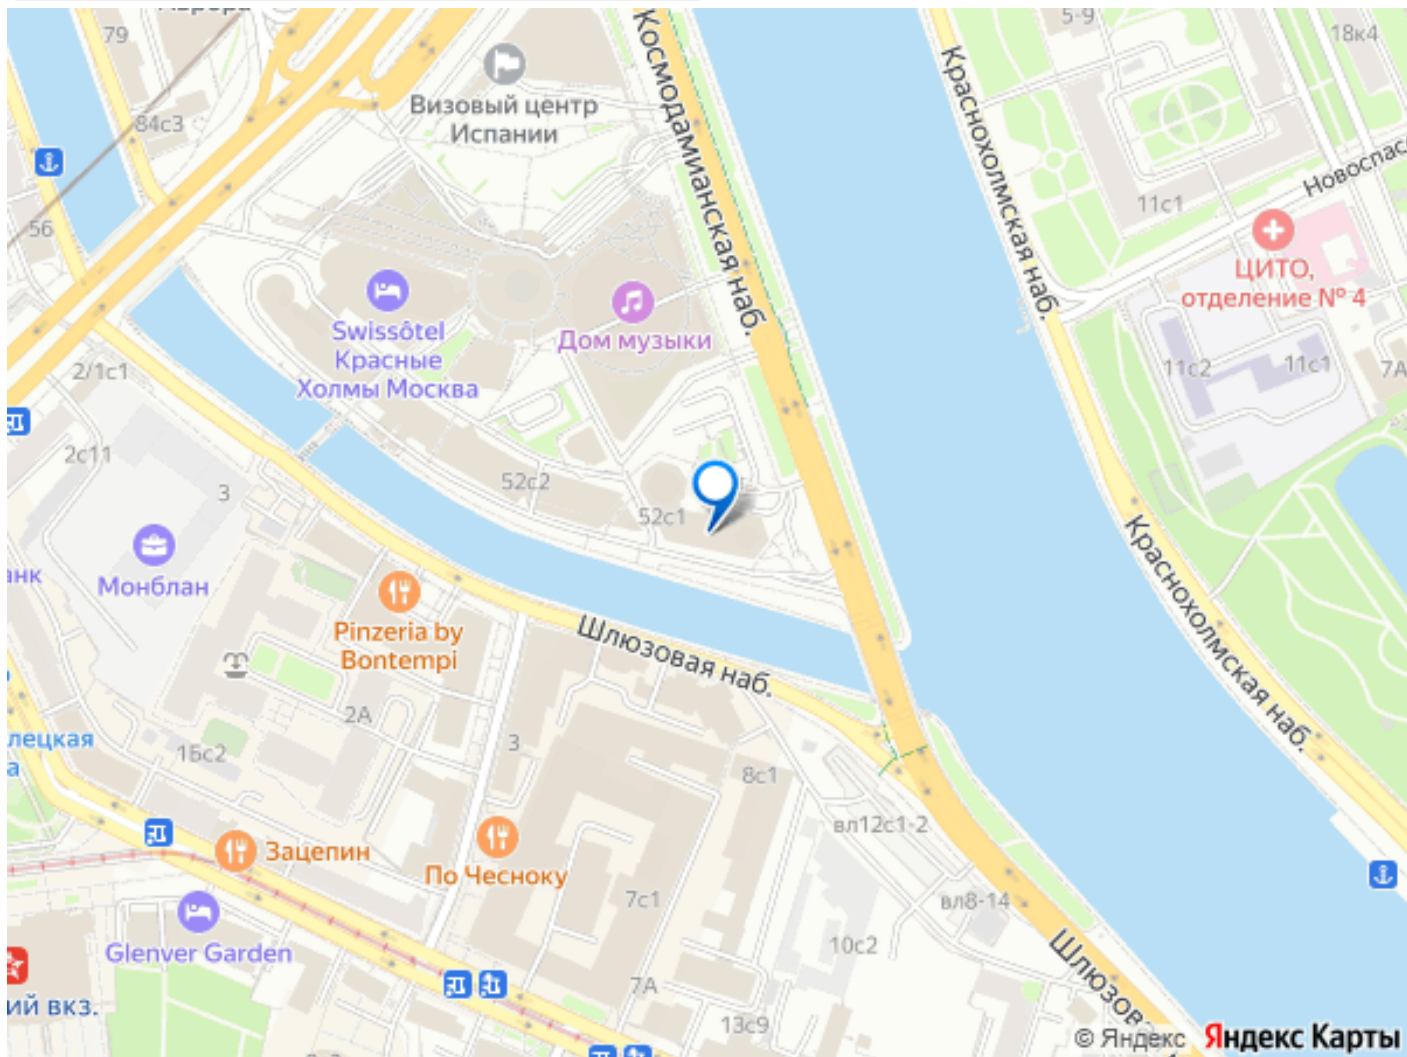 79
5-9
18к4
Космодамианская наб.
Краснохолмская наб.
Визовый центр
Испании
84с3
11с1
56
ЦИТО,
отделение № 4
Swissôtel
Красные
Холмы Москва
Дом музыки
2/1с1
11с2
11с1
7А
2с11
3
52с2
52с1
Монблан
Pinzeria by
Bontempi
Шлюзовая наб.
Краснохолмская наб.
2А
1Бс2
3
8с1
вл12с1-2
Зацепин
По Чесноку
7с1
вл8-14
10с2
Glenver Garden
7А
13с9
ий вкз.
© Яндекс Яндекс Карты